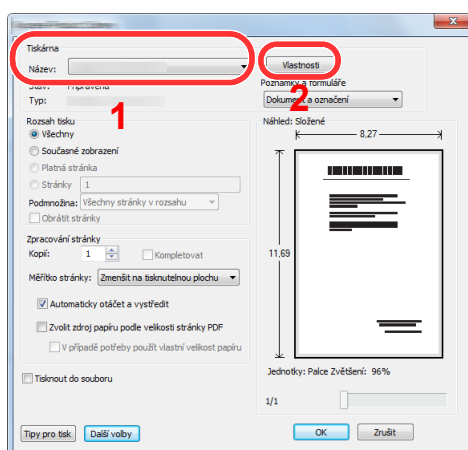 Tiskárna
Název:
Vlastnosti
Stav: Připravena
Poznámky a formuláře
Typ:
Dokument a označení
1
2
Rozsah tisku
Všechny
Současné zobrazení
Platná stránka
Stránky 1
Podmnožina: Všechny stránky v rozsahu
Obrátit stránky
Zpracování stránky
Kopií: 1 Kompletovat
Měřítko stránky: Zmenšit na tisknutelnou plochu
Automaticky otáčet a vystředit
Zvolit zdroj papíru podle velikosti stránky PDF
V případě potřeby použít vlastní velikost papíru
Tisknout do souboru
Náhled: Složené
8,27
11,69
Jednotky: Palce Zvětšení: 96%
1/1
Tipy pro tisk
Další volby
OK
Zrušit